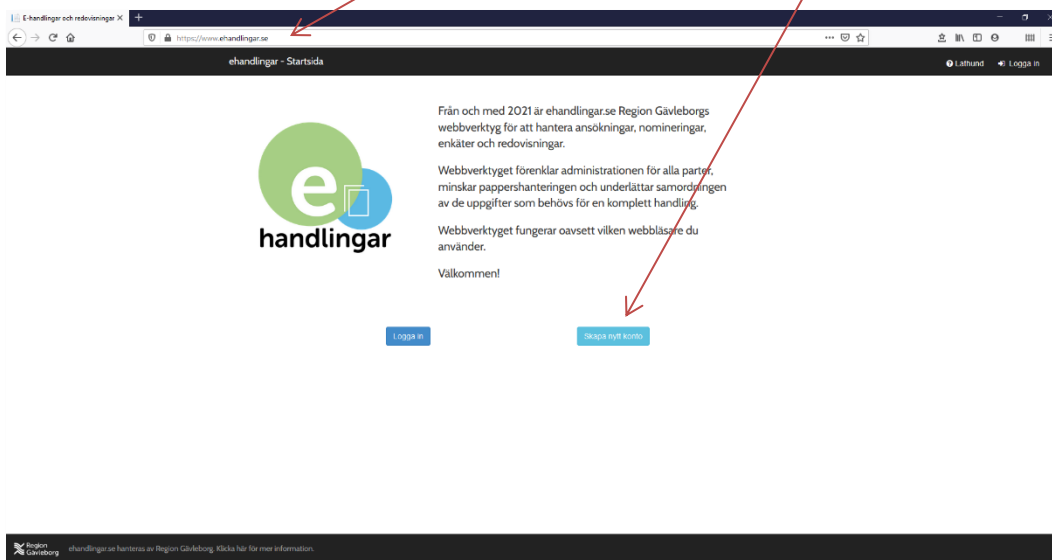 E-handlingar och redovisningar
https://www.ehandlingar.se
ehandlingar - Startsida
Lathund
Logga in
Från och med 2021 är ehandlingar.se Region Gävleborgs
webbverktyg för att hantera ansökningar, nomineringar,
enkäter och redovisningar.
Webbverktyget förenklar administrationen för alla parter,
minskar pappershanteringen och underlättar samordningen
av de uppgifter som behövs för en komplett handling.
Webbverktyget fungerar oavsett vilken webbläsare du
använder.
Välkommen!
e
handlingar
Logga in
Skapa nytt konto
Region
Gävleborg
ehandlingar.se hanteras av Region Gävleborg. Klicka här för mer information.